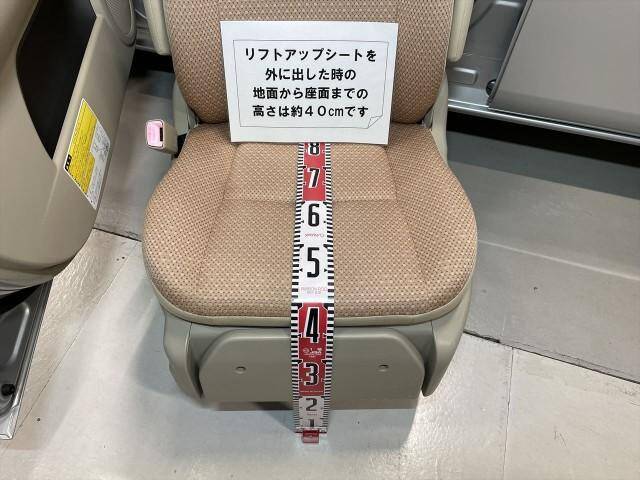 リフトアップシートを
外に出した時の
地面から座面までの
高さは約40cmです
8
7
6
5
4
3
2
1